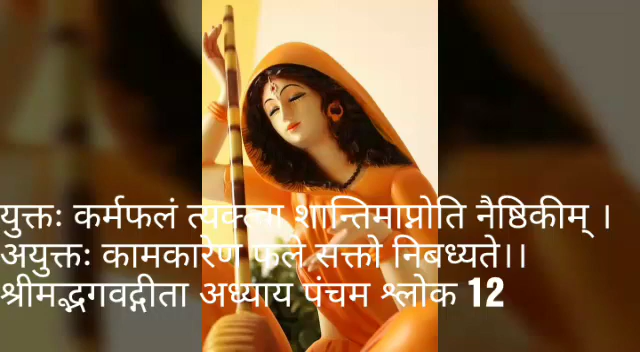 युक्तः कर्मफलं त्यक्त्वा शान्तिमाप्नोति नैष्ठिकीम् ।
अयुक्तः कामकारेण फले सक्तो निबध्यते।।
श्रीमद्भगवद्गीता अध्याय पंचम श्लोक 12